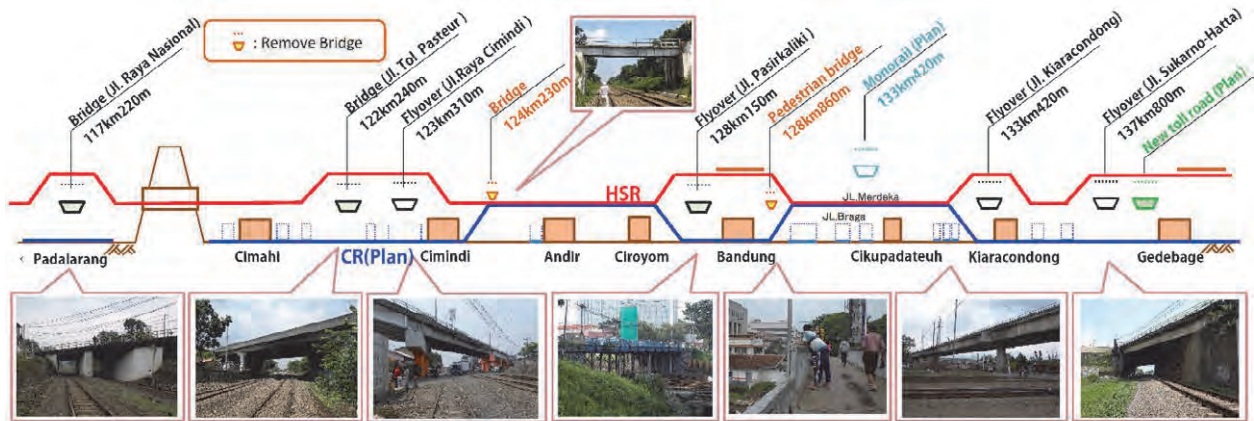 : Remove Bridge
Bridge (Jl. Raya Nasional)
117km220m
Bridge (Jl. Tol. Pasteur)
122km240m
Flyover (Jl.Raya Cimindi)
123km310m
Bridge
124km230m
Flyover (Jl. Pasirkaliki )
128km150m
Pedestrian bridge
128km860m
Monorail (Plan)
133km420m
Flyover (Jl. Kiaracondong)
133km420m
Flyover (Jl. Sukarno-Hatta)
137km800m
New toll road (Plan)
HSR
JL.Merdeka
JL.Braga
Padalarang
Cimahi
CR(Plan)
Cimindi
Andir
Ciroyom
Bandung
Cikupadateuh
Kiaracondong
Gedebage